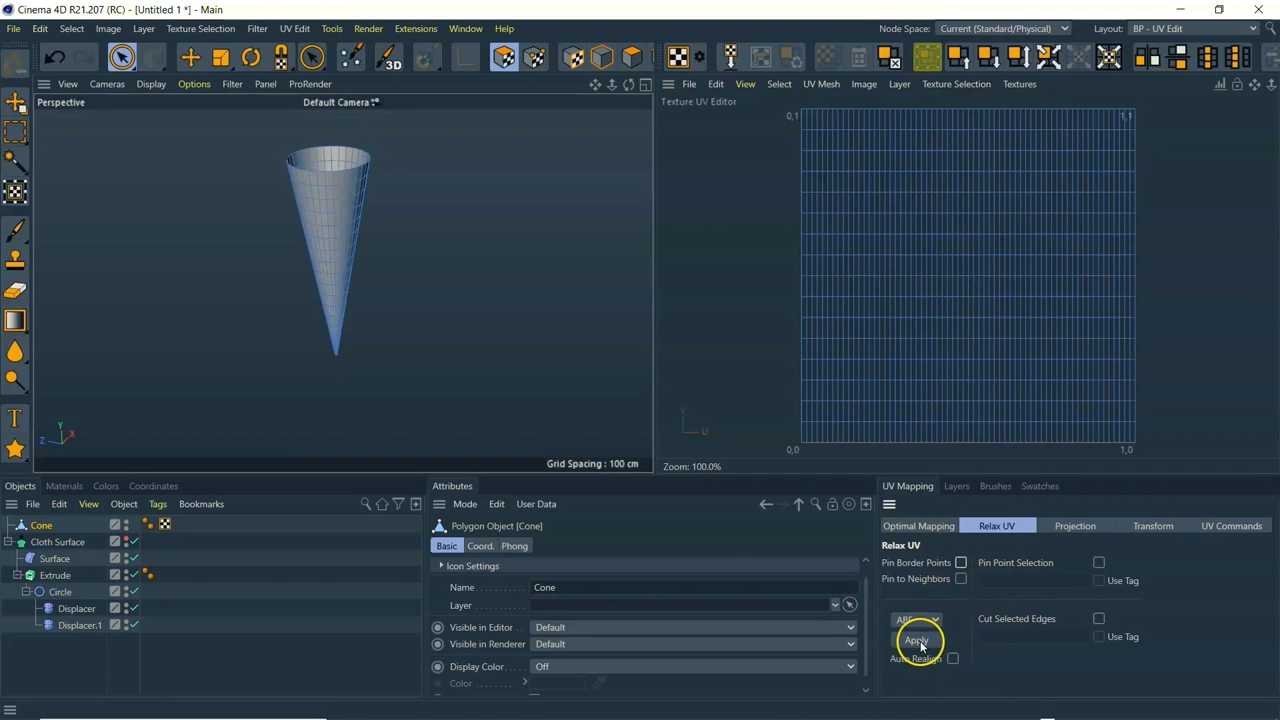 Cinema 4D R21.207 (RC) - [Untitled 1 *] - Main
File Edit Select Image Layer Texture Selection Filter UV Edit Tools Render Extensions Window Help
Node Space: Current (Standard/Physical) Layout: BP - UV Edit
3D
View Cameras Display Options Filter Panel ProRender
File Edit View Select UV Mesh Image Layer Texture Selection Textures
Perspective
Default Camera
Texture UV Editor
0,1
1,1
Y
Z X
Grid Spacing : 100 cm
U
0,0
1,0
Zoom: 100.0%
T
Objects Materials Colors Coordinates
File Edit View Object Tags Bookmarks
Cone
Cloth Surface
Surface
Extrude
Circle
Displacer
Displacer.1
Attributes
Mode Edit User Data
Polygon Object [Cone]
Basic Coord. Phong
Icon Settings
Name Cone
Layer
Visible in Editor Default
Visible in Renderer Default
Display Color Off
Color
UV Mapping Layers Brushes Swatches
Optimal Mapping Relax UV Projection Transform UV Commands
Relax UV
Pin Border Points Pin Point Selection
Pin to Neighbors Use Tag
Cut Selected Edges
Apply Use Tag
Auto Realign